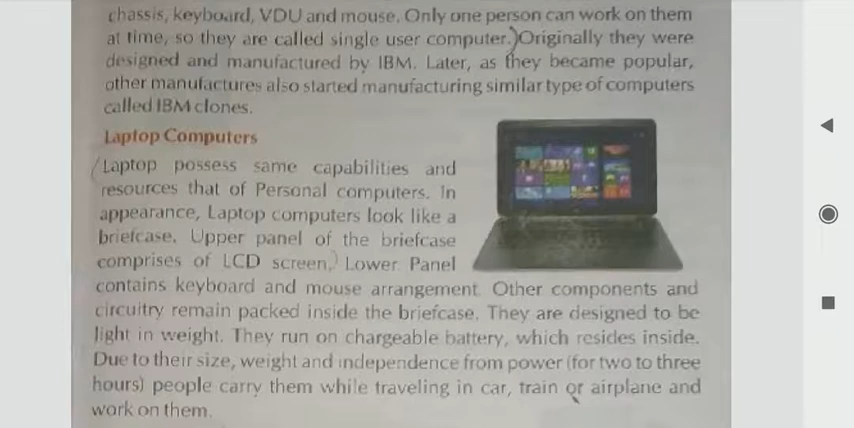 chassis, keyboard, VDU and mouse. Only one person can work on them
at time, so they are called single user computer. Originally they were
designed and manufactured by IBM. Later, as they became popular,
other manufactures also started manufacturing similar type of computers
called IBM clones.
Laptop Computers
Laptop possess same capabilities and
resources that of Personal computers. In
appearance, Laptop computers look like a
briefcase. Upper panel of the briefcase
comprises of LCD screen. Lower Panel
contains keyboard and mouse arrangement. Other components and
circuitry remain packed inside the briefcase. They are designed to be
light in weight. They run on chargeable battery, which resides inside.
Due to their size, weight and independence from power (for two to three
hours) people carry them while traveling in car, train or airplane and
work on them.